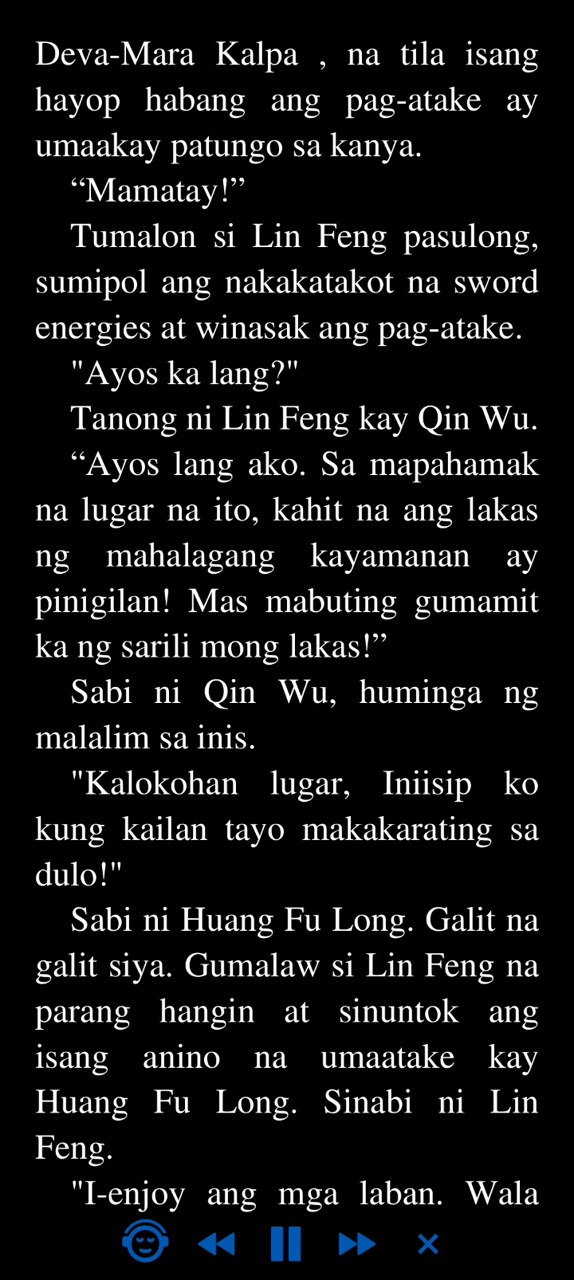 Deva-Mara Kalpa , na tila isang
hayop habang ang pag-atake ay
umaakay patungo sa kanya.
“Mamatay!”
Tumalon si Lin Feng pasulong,
sumipol ang nakakatakot na sword
energies at winasak ang pag-atake.
"Ayos ka lang?"
Tanong ni Lin Feng kay Qin Wu.
“Ayos lang ako. Sa mapahamak
na lugar na ito, kahit na ang lakas
ng mahalagang kayamanan ay
pinigilan! Mas mabuting gumamit
ka ng sarili mong lakas!”
Sabi ni Qin Wu, huminga ng
malalim sa inis.
"Kalokohan lugar, Iniisip ko
kung kailan tayo makakarating sa
dulo!"
Sabi ni Huang Fu Long. Galit na
galit siya. Gumalaw si Lin Feng na
parang hangin at sinuntok ang
isang anino na umaatake kay
Huang Fu Long. Sinabi ni Lin
Feng.
"I-enjoy ang mga laban. Wala